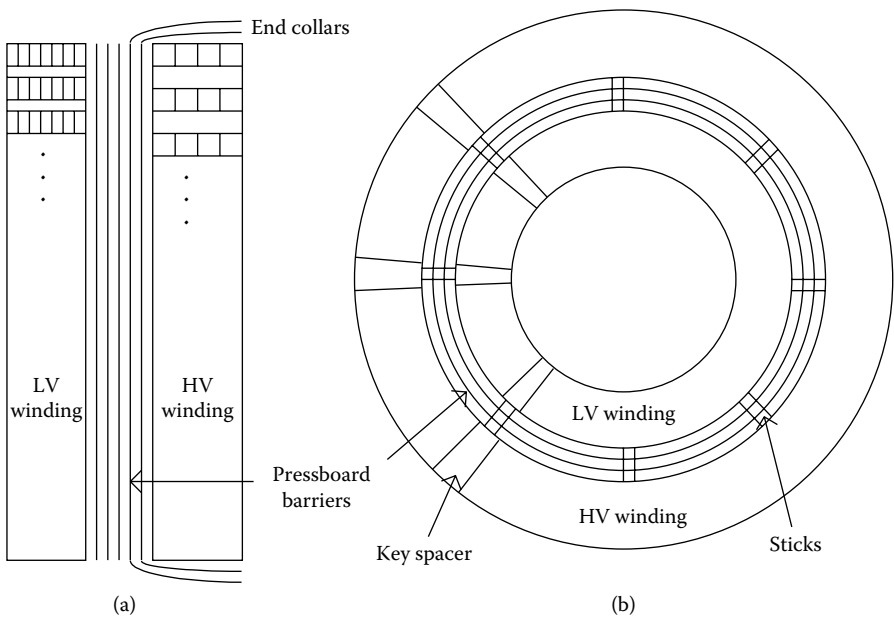 End collars
LV
winding
HV
winding
LV winding
Pressboard
barriers
HV winding
Key spacer
Sticks
(a)
(b)